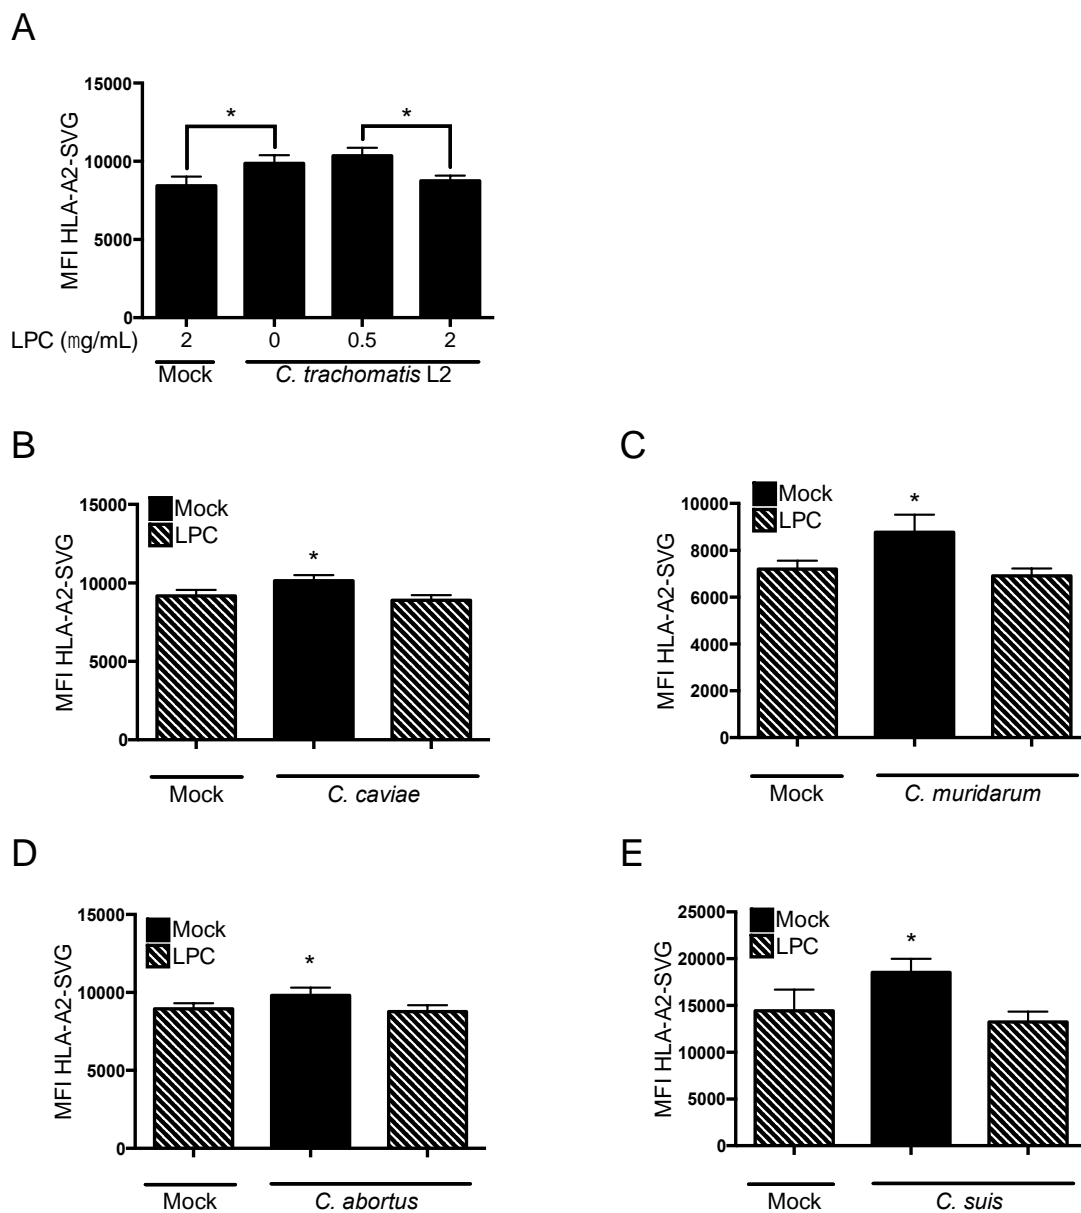 A
MFI HLA-A2-SVG
15000
10000
5000
0
*
*
LPC (mg/mL) 2 0 0.5 2
Mock C. trachomatis L2
B
MFI HLA-A2-SVG
15000
10000
5000
0
Mock
LPC
*
Mock C. caviae
C
MFI HLA-A2-SVG
10000
8000
6000
4000
2000
0
Mock
LPC
*
Mock C. muridarum
D
MFI HLA-A2-SVG
15000
10000
5000
0
Mock
LPC
*
Mock C. abortus
E
MFI HLA-A2-SVG
25000
20000
15000
10000
5000
0
Mock
LPC
*
Mock C. suis